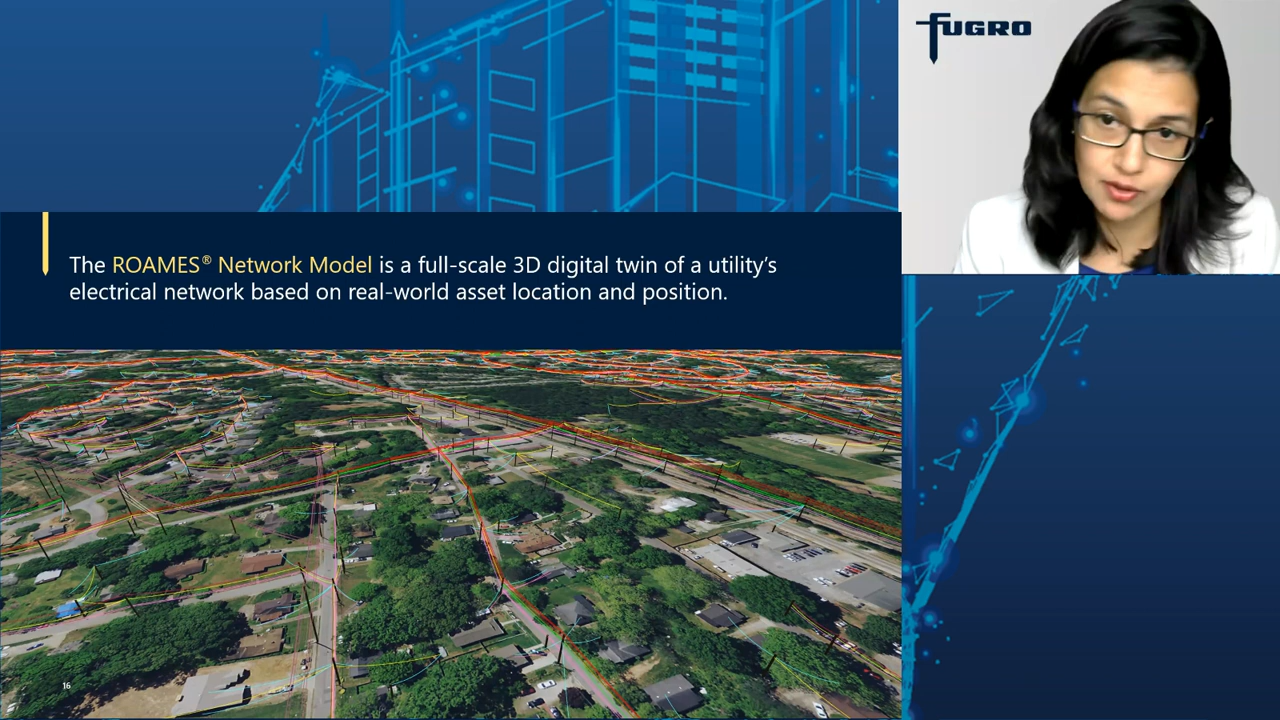 FUGRO
The ROAMES® Network Model is a full-scale 3D digital twin of a utility's
electrical network based on real-world asset location and position.
16